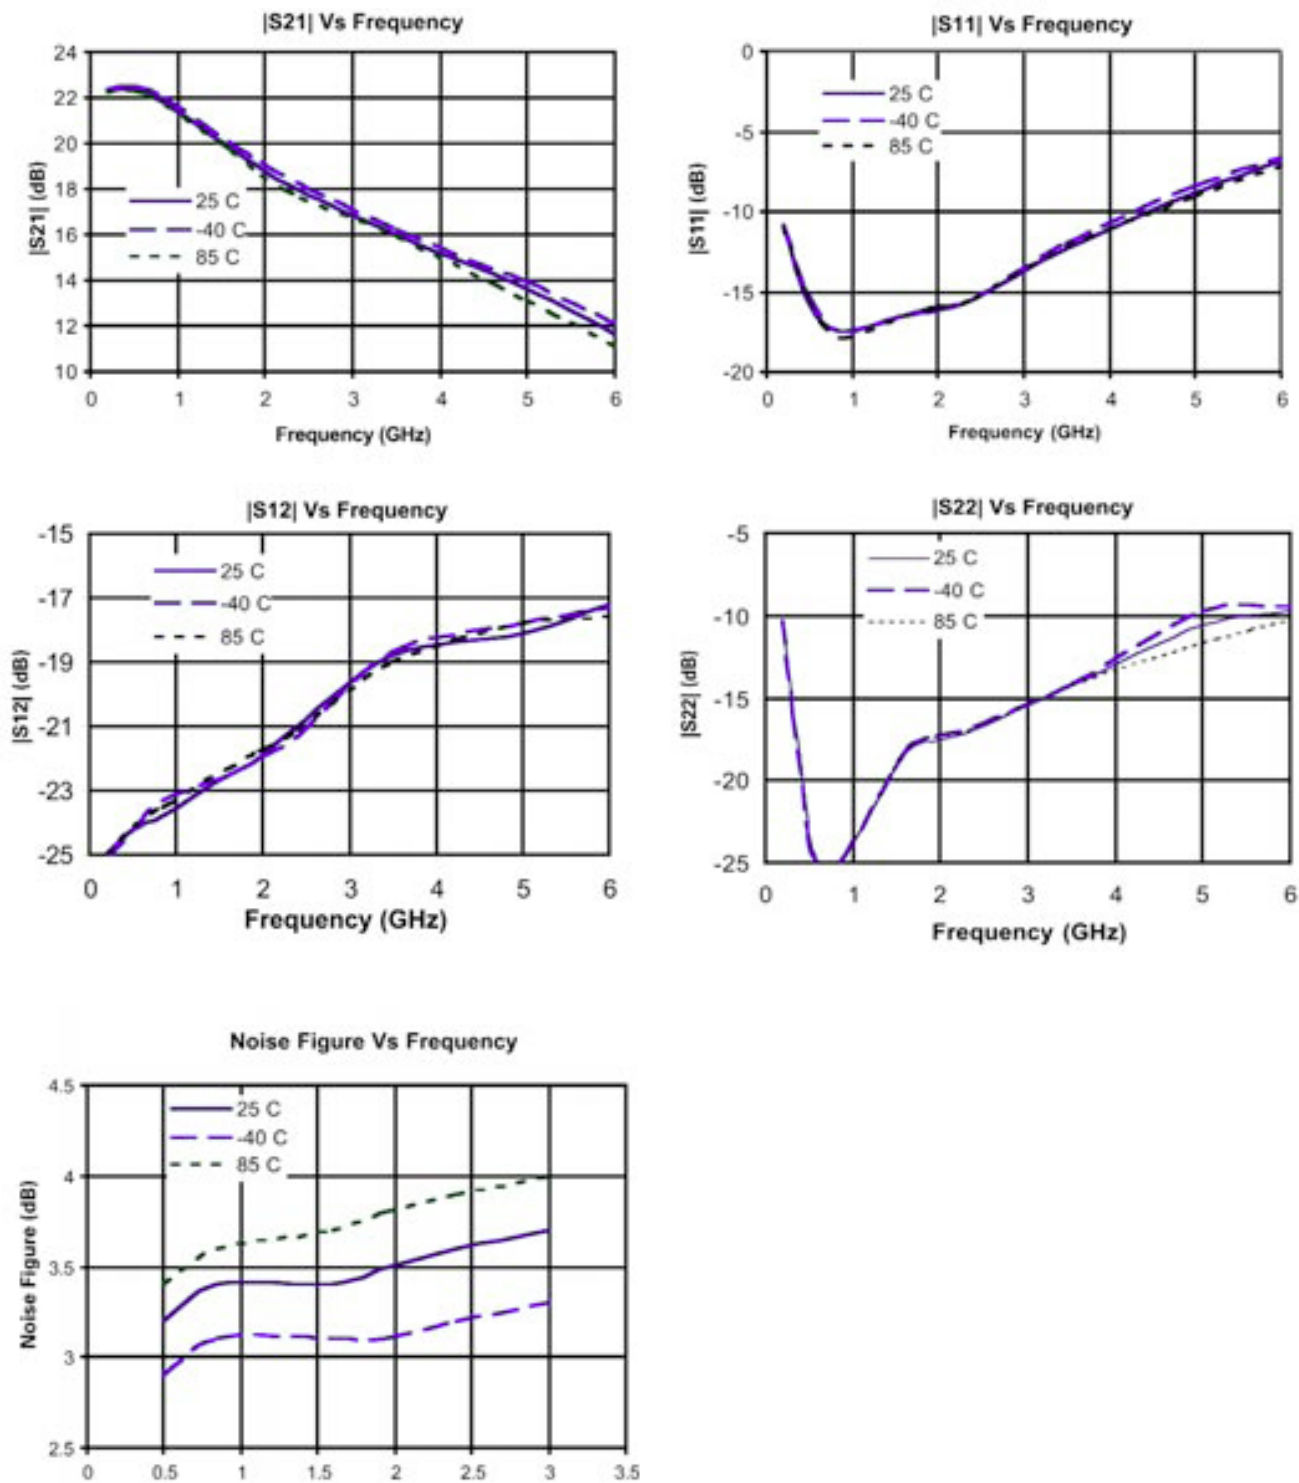 |S21| Vs Frequency
24
22
20
18
16
14
12
10
|S21| (dB)
25 C
-40 C
85 C
0 1 2 3 4 5 6
Frequency (GHz)
|S11| Vs Frequency
0
-5
-10
-15
-20
|S11| (dB)
25 C
-40 C
85 C
0 1 2 3 4 5 6
Frequency (GHz)
|S12| Vs Frequency
-15
-17
-19
-21
-23
-25
|S12| (dB)
25 C
-40 C
85 C
0 1 2 3 4 5 6
Frequency (GHz)
|S22| Vs Frequency
-5
-10
-15
-20
-25
|S22| (dB)
25 C
-40 C
85 C
0 1 2 3 4 5 6
Frequency (GHz)
Noise Figure Vs Frequency
4.5
4
3.5
3
2.5
Noise Figure (dB)
25 C
-40 C
85 C
0 0.5 1 1.5 2 2.5 3 3.5